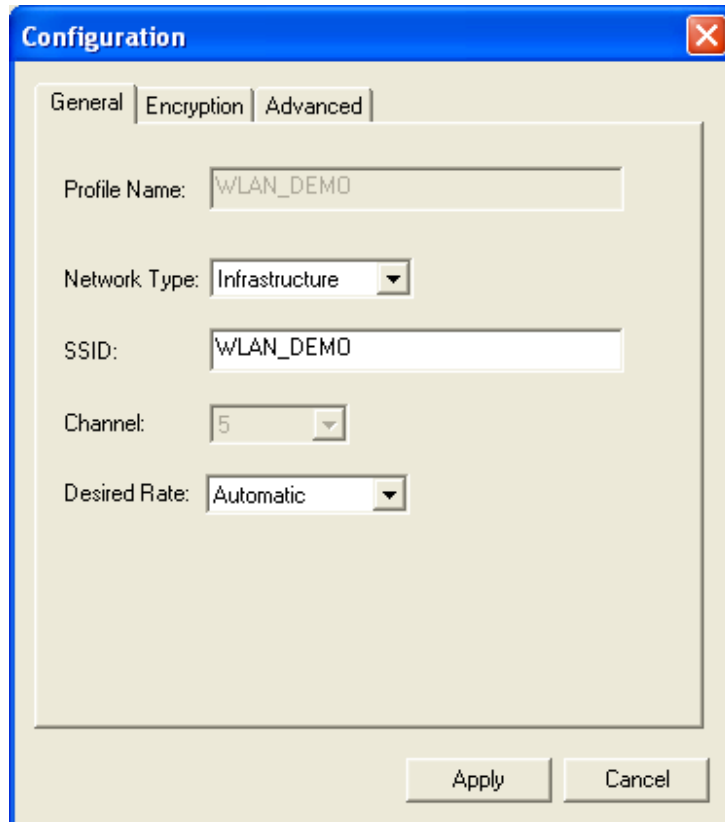 Configuration
General Encryption Advanced
Profile Name: WLAN_DEMO
Network Type: Infrastructure
SSID: WLAN_DEMO
Channel: 5
Desired Rate: Automatic
Apply Cancel